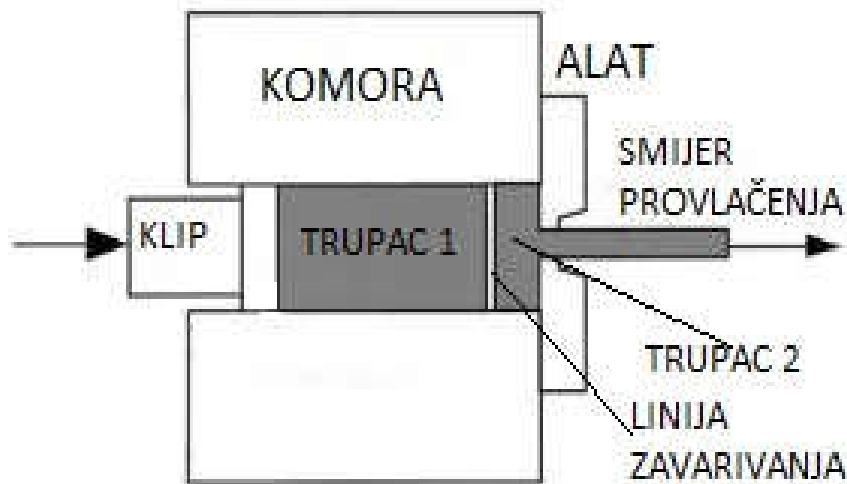 KOMORA
ALAT
SMIJER
PROVLAČENJA
KLIP
TRUPAC 1
TRUPAC 2
LINIJA
ZAVARIVANJA